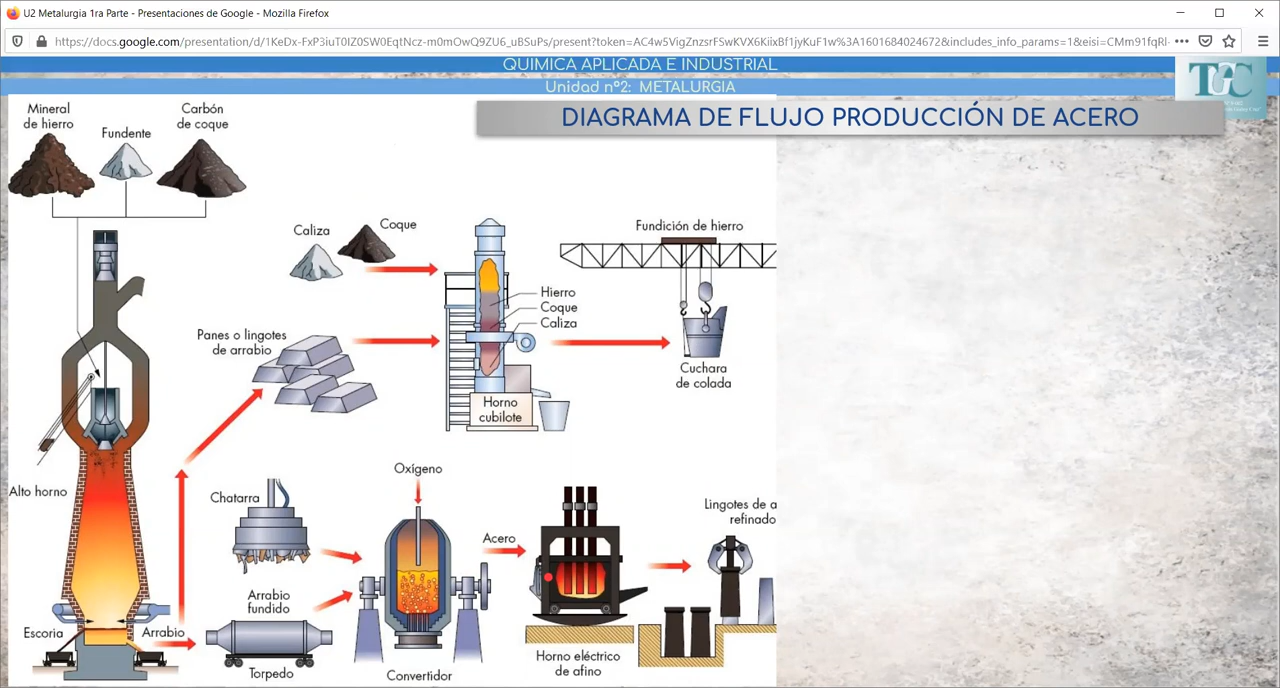 U2 Metalurgia 1ra Parte - Presentaciones de Google - Mozilla Firefox
QUIMICA APLICADA E INDUSTRIAL
Unidad nº2: METALURGIA
TGC
DIAGRAMA DE FLUJO PRODUCCIÓN DE ACERO
Mineral
de hierro
Fundente
Carbón
de coque
Caliza
Coque
Fundición de hierro
Hierro
Coque
Caliza
Panes o lingotes
de arrabio
Cuchara
de colada
Horno
cubilote
Alto horno
Chatarra
Oxígeno
Lingotes de a
refinado
Acero
Arrabio
fundido
Escoria
Arrabio
Torpedo
Convertidor
Horno eléctrico
de afino